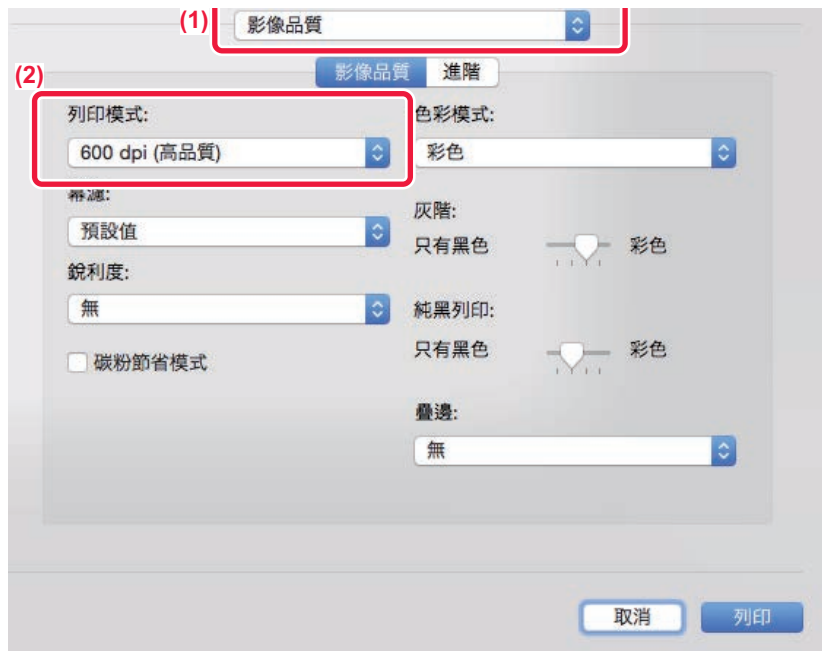 (1)
影像品質
(2)
影像品質 進階
列印模式:
600 dpi (高品質)
幕濾:
預設值
銳利度:
無
碳粉節省模式
色彩模式:
彩色
灰階:
只有黑色 彩色
純黑列印:
只有黑色 彩色
疊邊:
無
取消 列印